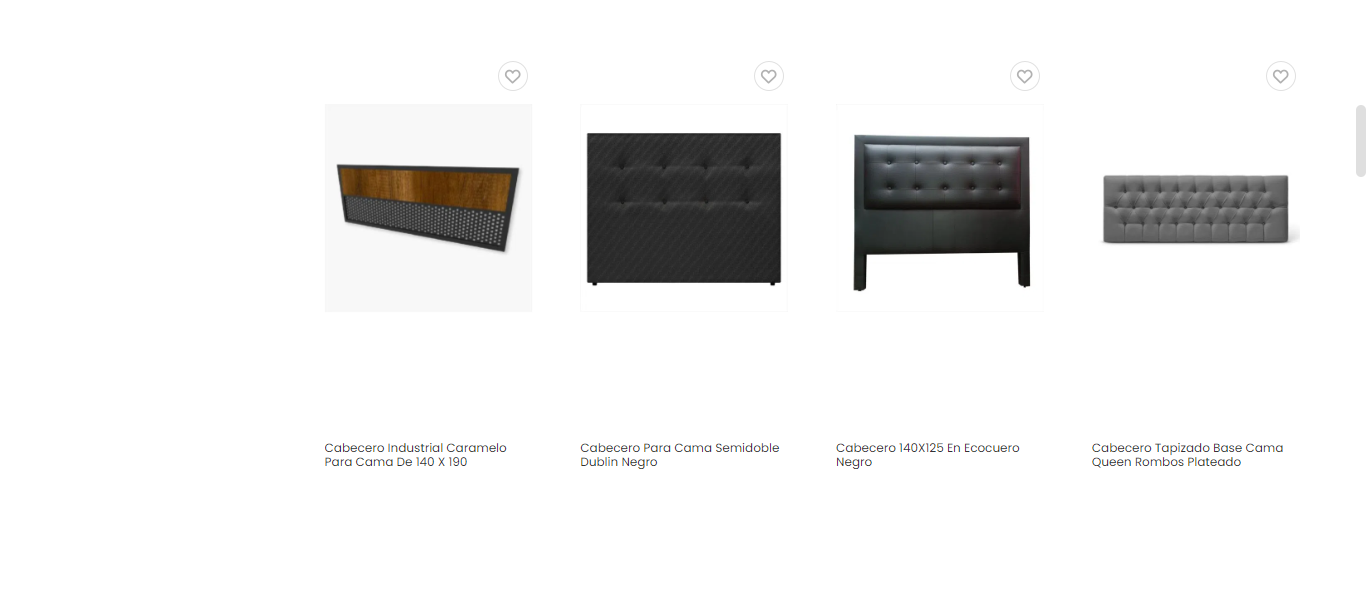 Cabecero Industrial Caramelo
Para Cama De 140 X 190
Cabecero Para Cama Semidoble
Dublin Negro
Cabecero 140X125 En Ecocuero
Negro
Cabecero Tapizado Base Cama
Queen Rombos Plateado